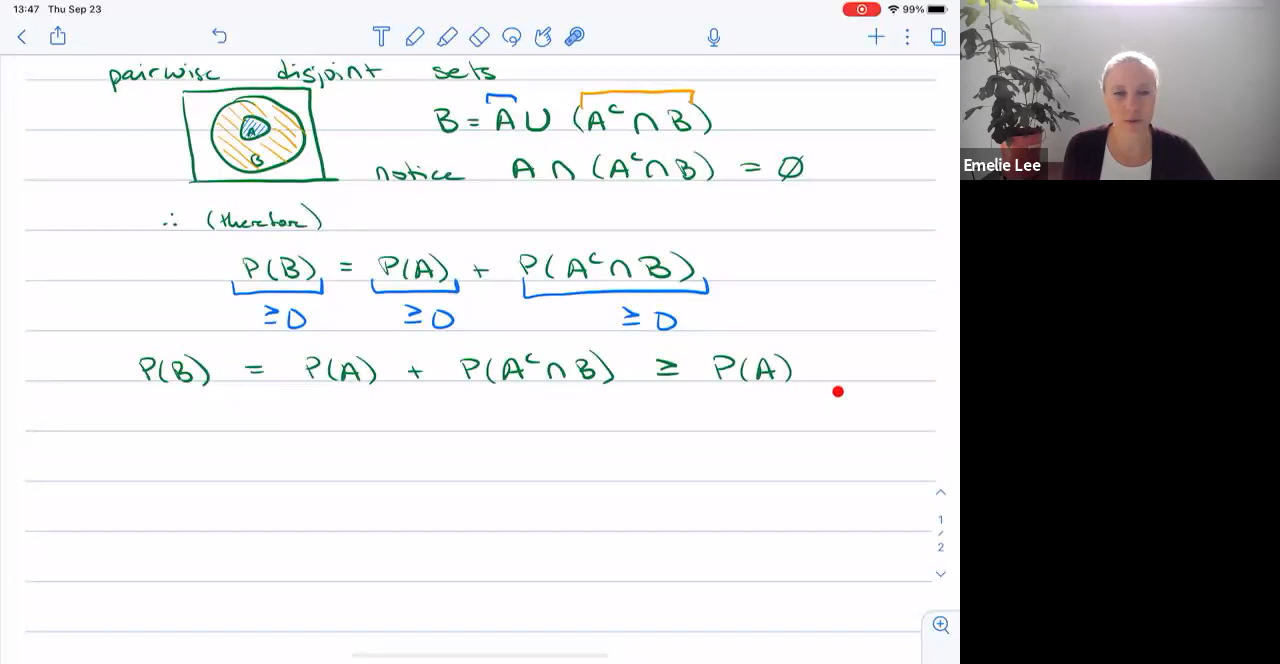 13:47 Thu Sep 23
99%
T
pairwise disjoint sets
A
B
B = A ∪ (Aᶜ ∩ B)
notice A ∩ (Aᶜ ∩ B) = ∅
∴ (therefore)
P(B) = P(A) + P(Aᶜ ∩ B)
≥0 ≥0 ≥0
P(B) = P(A) + P(Aᶜ ∩ B) ≥ P(A)
1
/
2
Emelie Lee